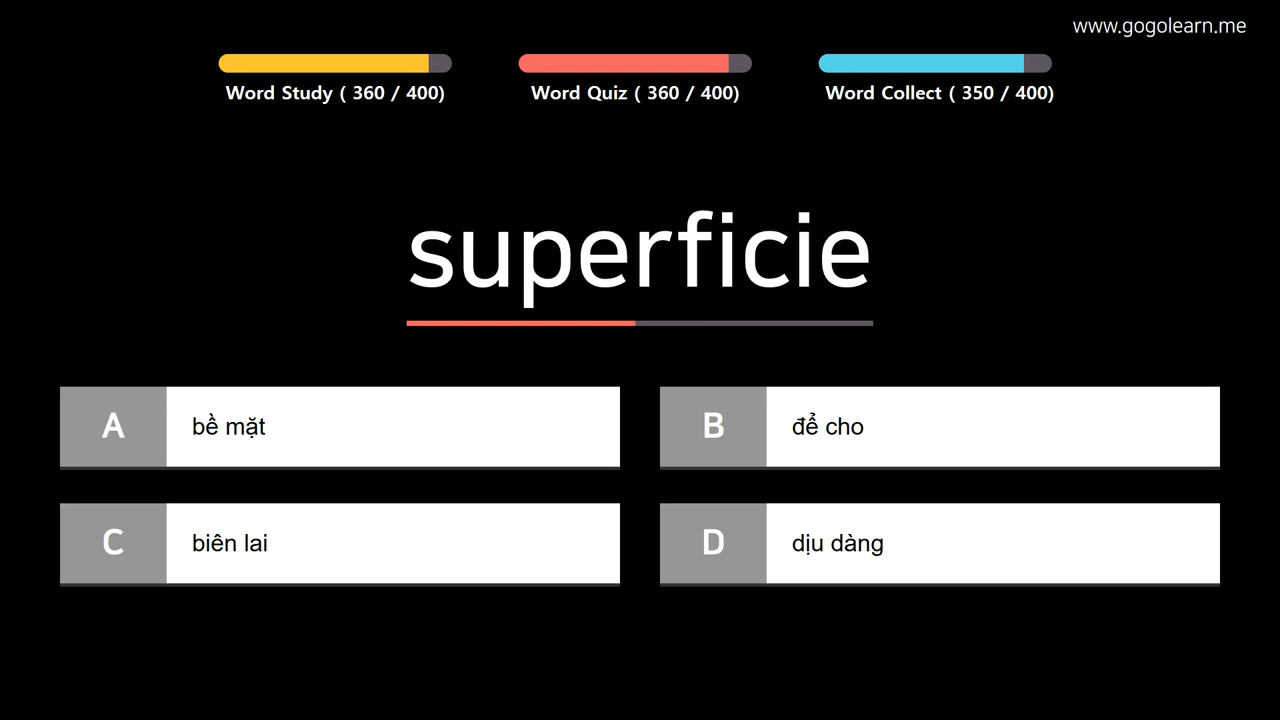 www.gogolearn.me
Word Study ( 360 / 400)
Word Quiz ( 360 / 400)
Word Collect ( 350 / 400)
superficie
A bề mặt
B để cho
C biên lai
D dịu dàng